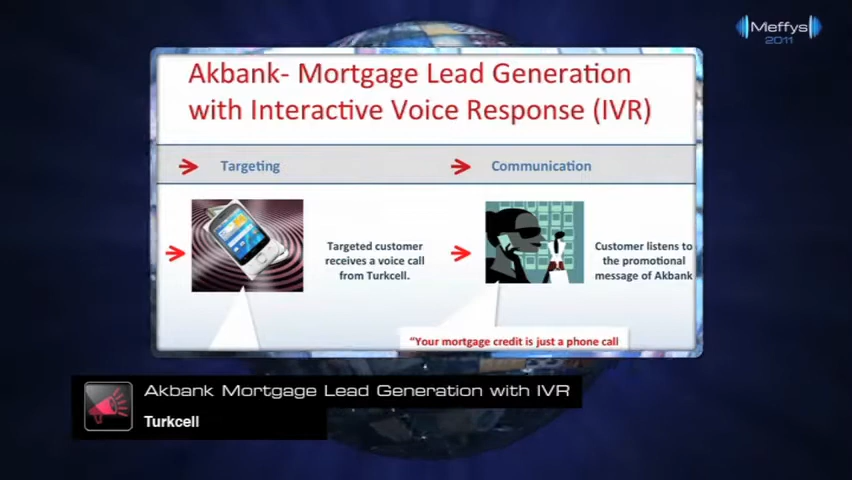 Meffys
2011
Akbank- Mortgage Lead Generation
with Interactive Voice Response (IVR)
Targeting
Communication
Targeted customer
receives a voice call
from Turkcell.
Customer listens to
the promotional
message of Akbank
"Your mortgage credit is just a phone call
Akbank Mortgage Lead Generation with IVR
Turkcell